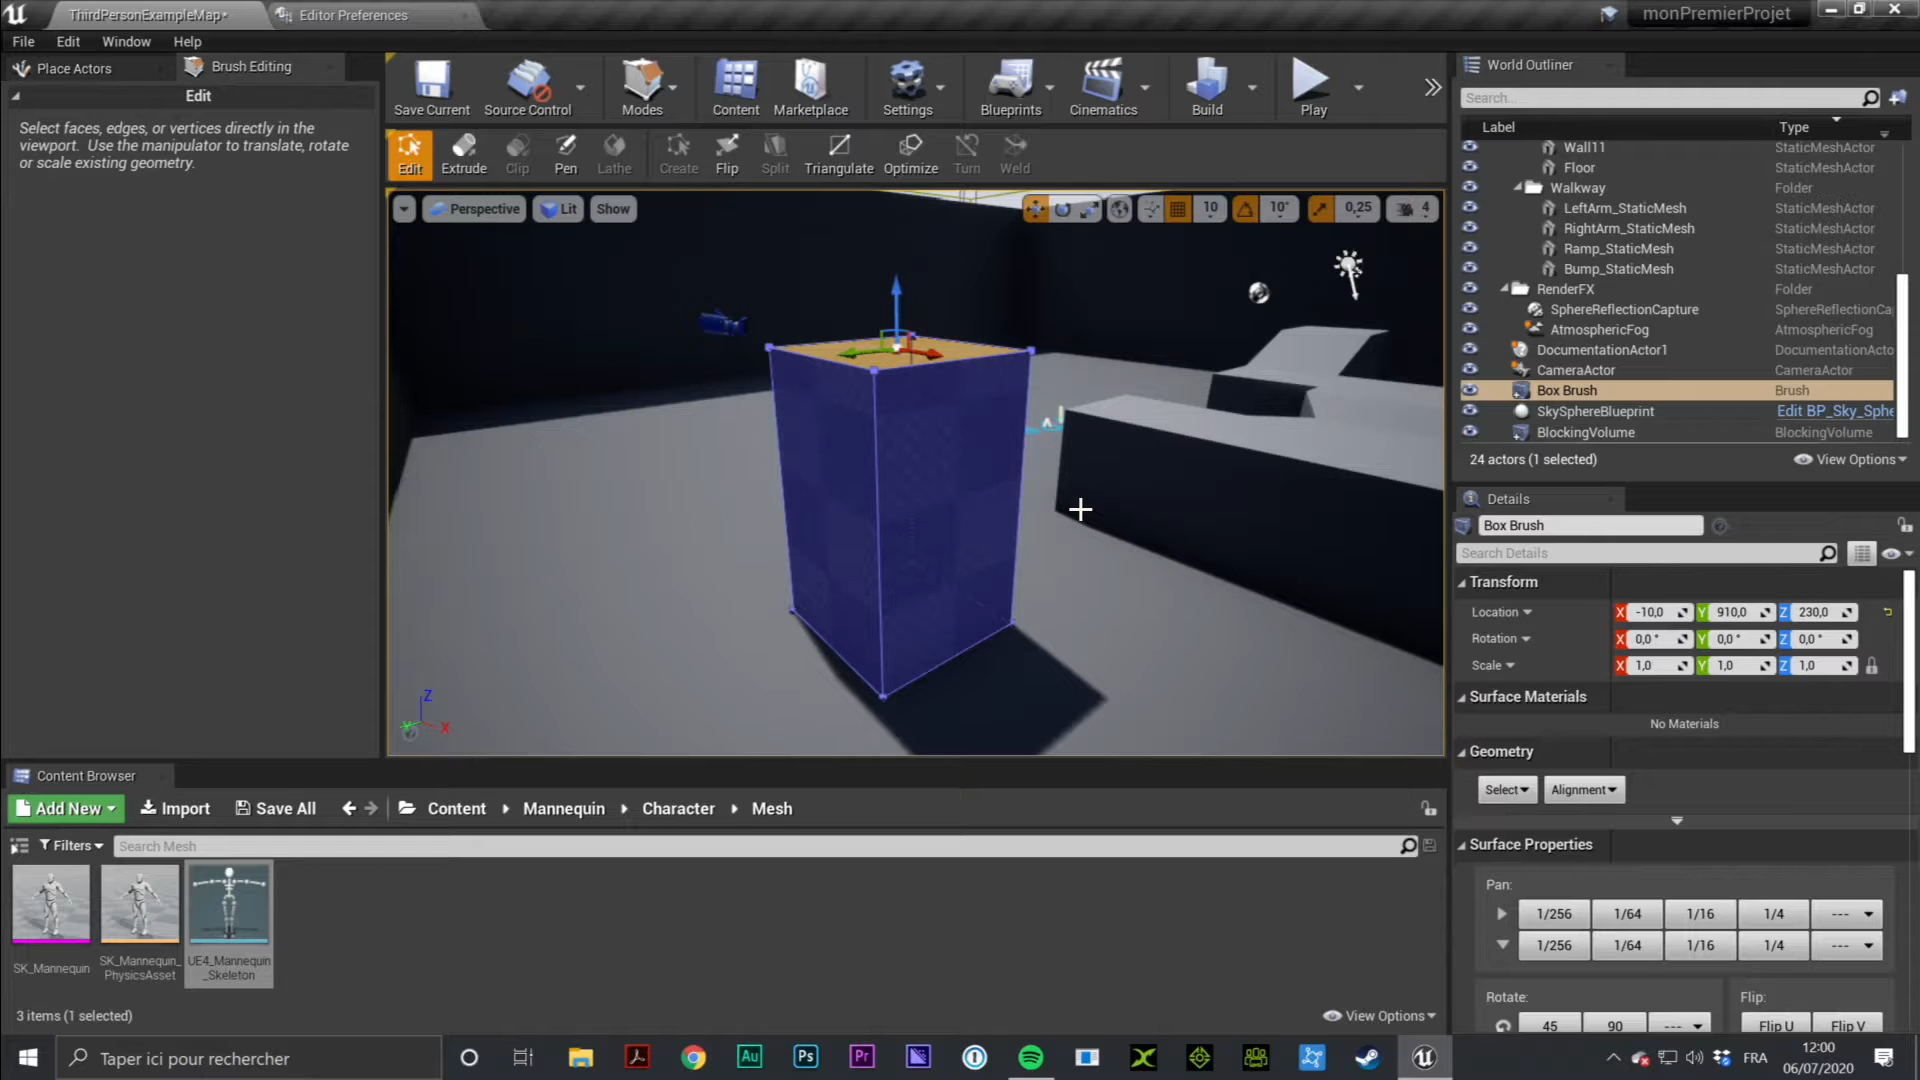 ThirdPersonExampleMap*
Editor Preferences
monPremierProjet
File Edit Window Help
Place Actors
Brush Editing
Edit
Select faces, edges, or vertices directly in the
viewport. Use the manipulator to translate, rotate
or scale existing geometry.
Save Current
Source Control
Modes
Content
Marketplace
Settings
Blueprints
Cinematics
Build
Play
Edit
Extrude
Clip
Pen
Lathe
Create
Flip
Split
Triangulate
Optimize
Turn
Weld
Perspective
Lit
Show
10
10°
0,25
4
Z
Y
X
World Outliner
Search...
Label
Type
Wall11 StaticMeshActor
Floor StaticMeshActor
Walkway Folder
LeftArm_StaticMesh StaticMeshActor
RightArm_StaticMesh StaticMeshActor
Ramp_StaticMesh StaticMeshActor
Bump_StaticMesh StaticMeshActor
RenderFX Folder
SphereReflectionCapture SphereReflectionCa
AtmosphericFog AtmosphericFog
DocumentationActor1 DocumentationActo
CameraActor CameraActor
Box Brush Brush
SkySphereBlueprint Edit BP_Sky_Sphe
BlockingVolume BlockingVolume
24 actors (1 selected)
View Options
Details
Box Brush
Search Details
Transform
Location X -10,0 Y 910,0 Z 230,0
Rotation X 0,0 ° Y 0,0 ° Z 0,0 °
Scale X 1,0 Y 1,0 Z 1,0
Surface Materials
No Materials
Geometry
Select
Alignment
Surface Properties
Pan:
1/256 1/64 1/16 1/4 ---
1/256 1/64 1/16 1/4 ---
Rotate:
Flip:
45 90 ---
Flip U Flip V
Content Browser
Add New
Import
Save All
Content
Mannequin
Character
Mesh
Filters
Search Mesh
SK_Mannequin
SK_Mannequin_
PhysicsAsset
UE4_Mannequin
_Skeleton
3 items (1 selected)
View Options
Taper ici pour rechercher
Au
Ps
Pr
FRA
12:00
06/07/2020